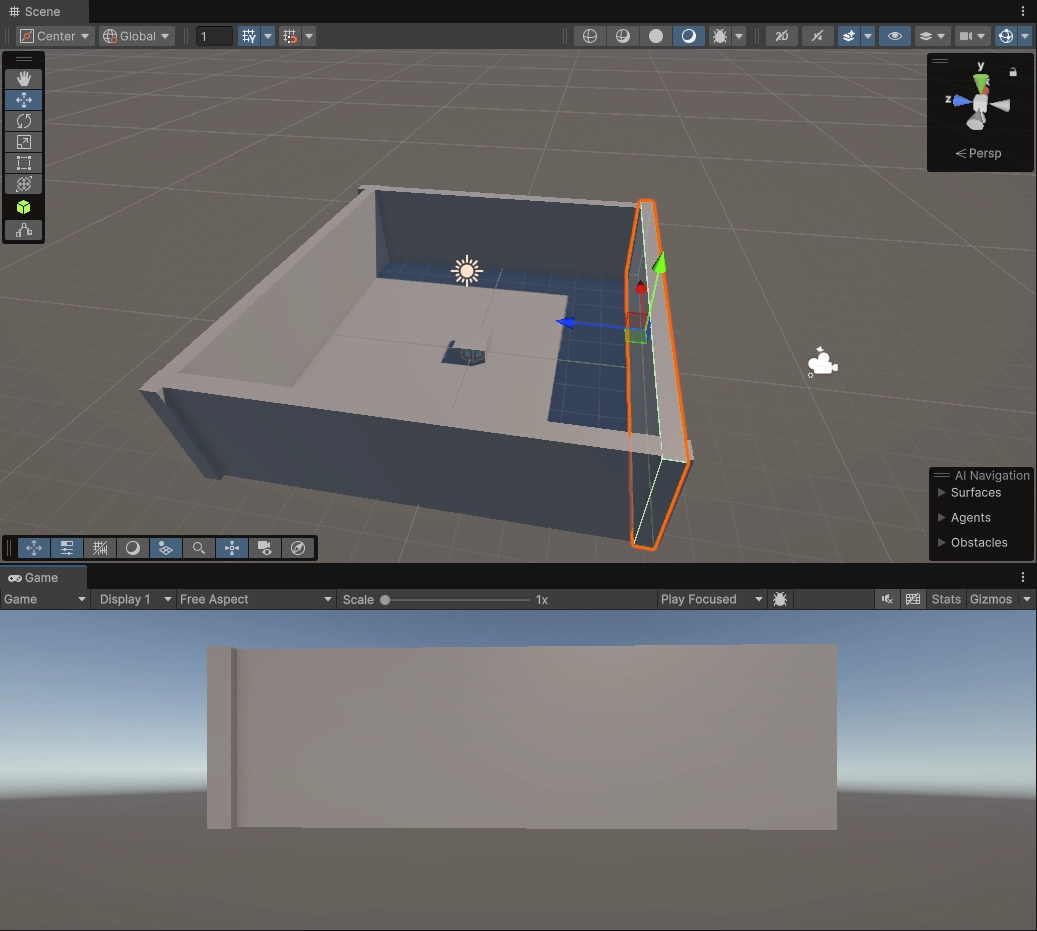 Scene
Center Global 1 2D
y
x
z
Persp
AI Navigation
Surfaces
Agents
Obstacles
Game
Game Display 1 Free Aspect Scale 1x Play Focused Stats Gizmos